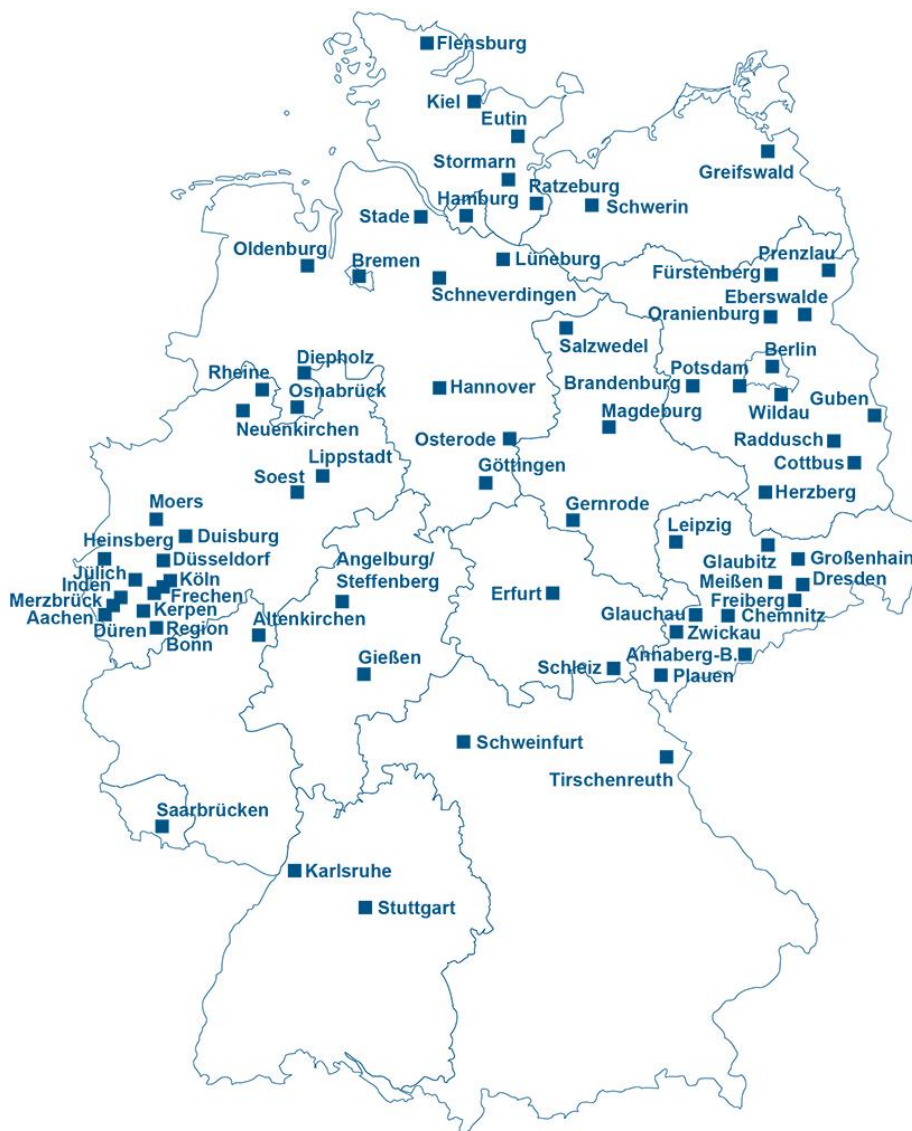 Flensburg
Kiel
Eutin
Stormarn
Greifswald
Ratzeburg
Hamburg
Stade
Schwerin
Oldenburg
Bremen
Lüneburg
Prenzlau
Fürstenberg
Schneverdingen
Eberswalde
Oranienburg
Salzwedel
Diepholz
Berlin
Rheine
Potsdam
Osnabrück
Hannover
Brandenburg
Guben
Wildau
Magdeburg
Neuenkirchen
Osterode
Raddusch
Lippstadt
Göttingen
Cottbus
Soest
Herzberg
Moers
Gernrode
Leipzig
Duisburg
Heinsberg
Düsseldorf
Angelburg/
Steffenberg
Glaubitz
Großenhain
Jülich
Köln
Meißen
Dresden
Inden
Frechen
Erfurt
Freiberg
Merzbrück
Kerpen
Glauchau
Chemnitz
Aachen
Altenkirchen
Düren
Region
Bonn
Zwickau
Annaberg-B.
Gießen
Schleiz
Plauen
Schweinfurt
Tirschenreuth
Saarbrücken
Karlsruhe
Stuttgart